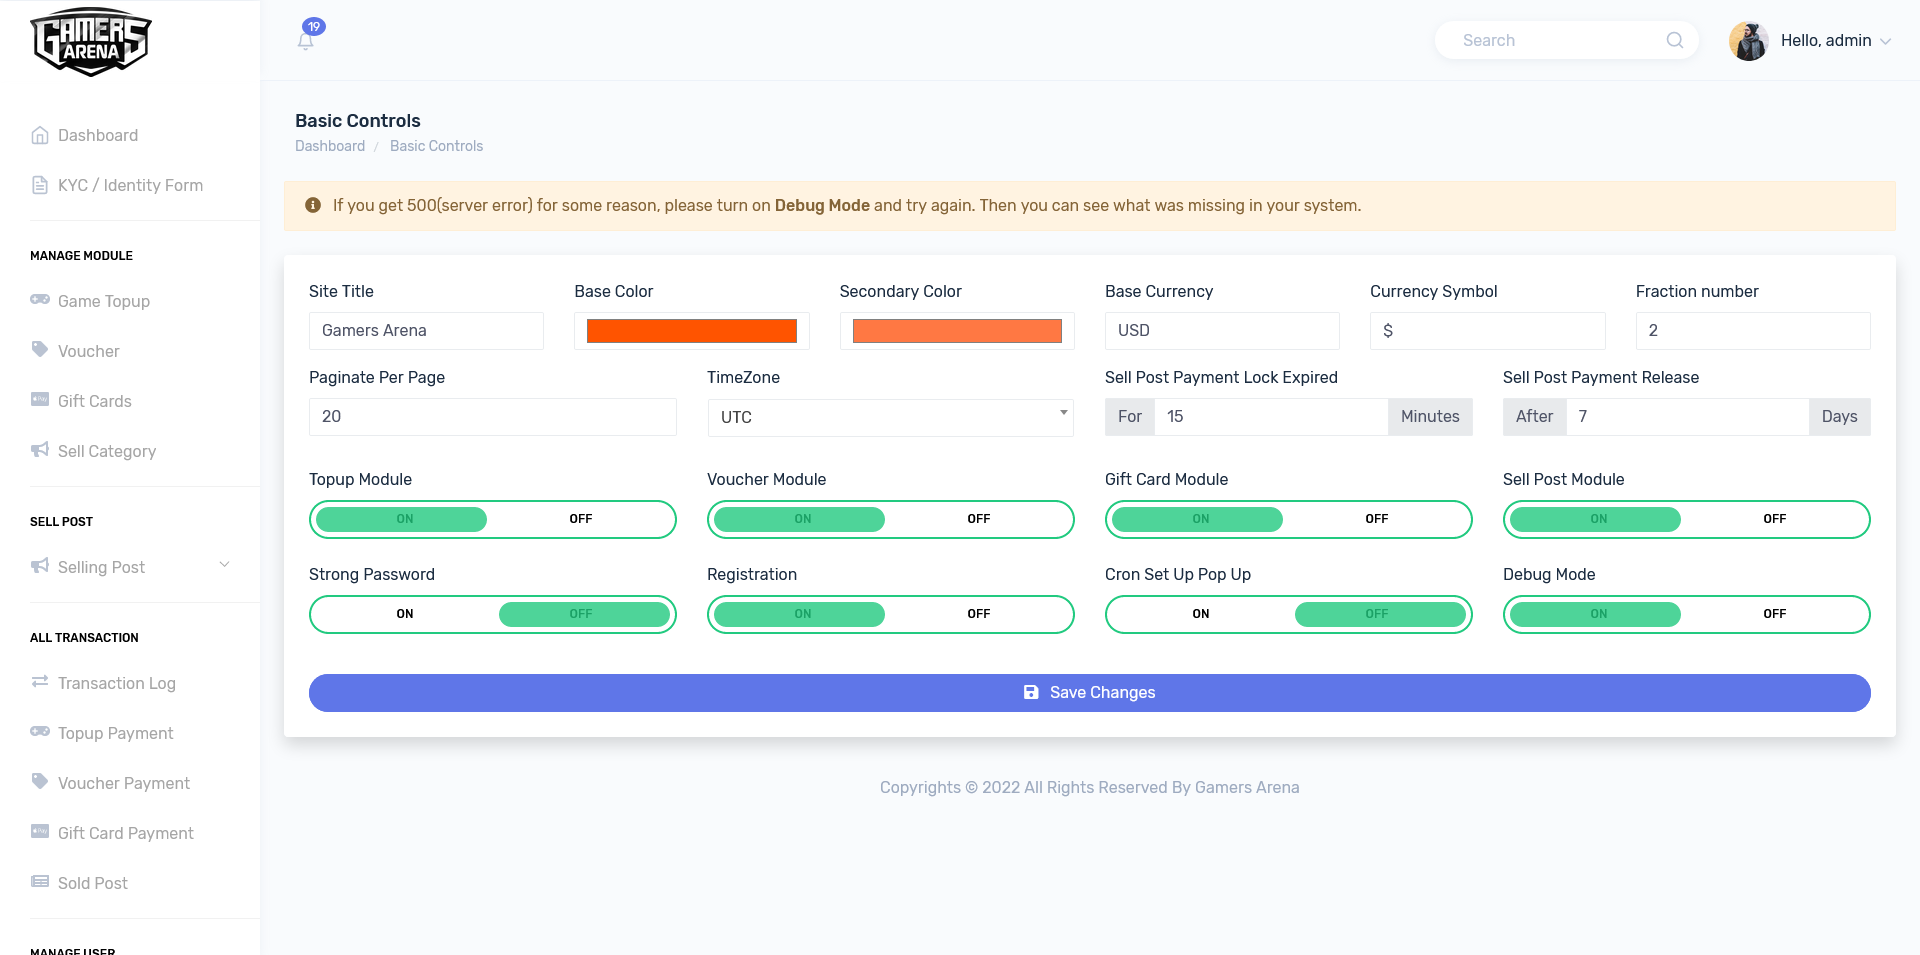 GAMERS
ARENA
19
Search
Hello, admin
Dashboard
KYC / Identity Form
MANAGE MODULE
Game Topup
Voucher
Gift Cards
Sell Category
SELL POST
Selling Post
ALL TRANSACTION
Transaction Log
Topup Payment
Voucher Payment
Gift Card Payment
Sold Post
MANAGE USER
Basic Controls
Dashboard / Basic Controls
If you get 500(server error) for some reason, please turn on Debug Mode and try again. Then you can see what was missing in your system.
Site Title Base Color Secondary Color Base Currency Currency Symbol Fraction number
Gamers Arena USD $ 2
Paginate Per Page TimeZone Sell Post Payment Lock Expired Sell Post Payment Release
20 UTC For 15 Minutes After 7 Days
Topup Module Voucher Module Gift Card Module Sell Post Module
ON OFF ON OFF ON OFF ON OFF
Strong Password Registration Cron Set Up Pop Up Debug Mode
ON OFF ON OFF ON OFF ON OFF
Save Changes
Copyrights © 2022 All Rights Reserved By Gamers Arena